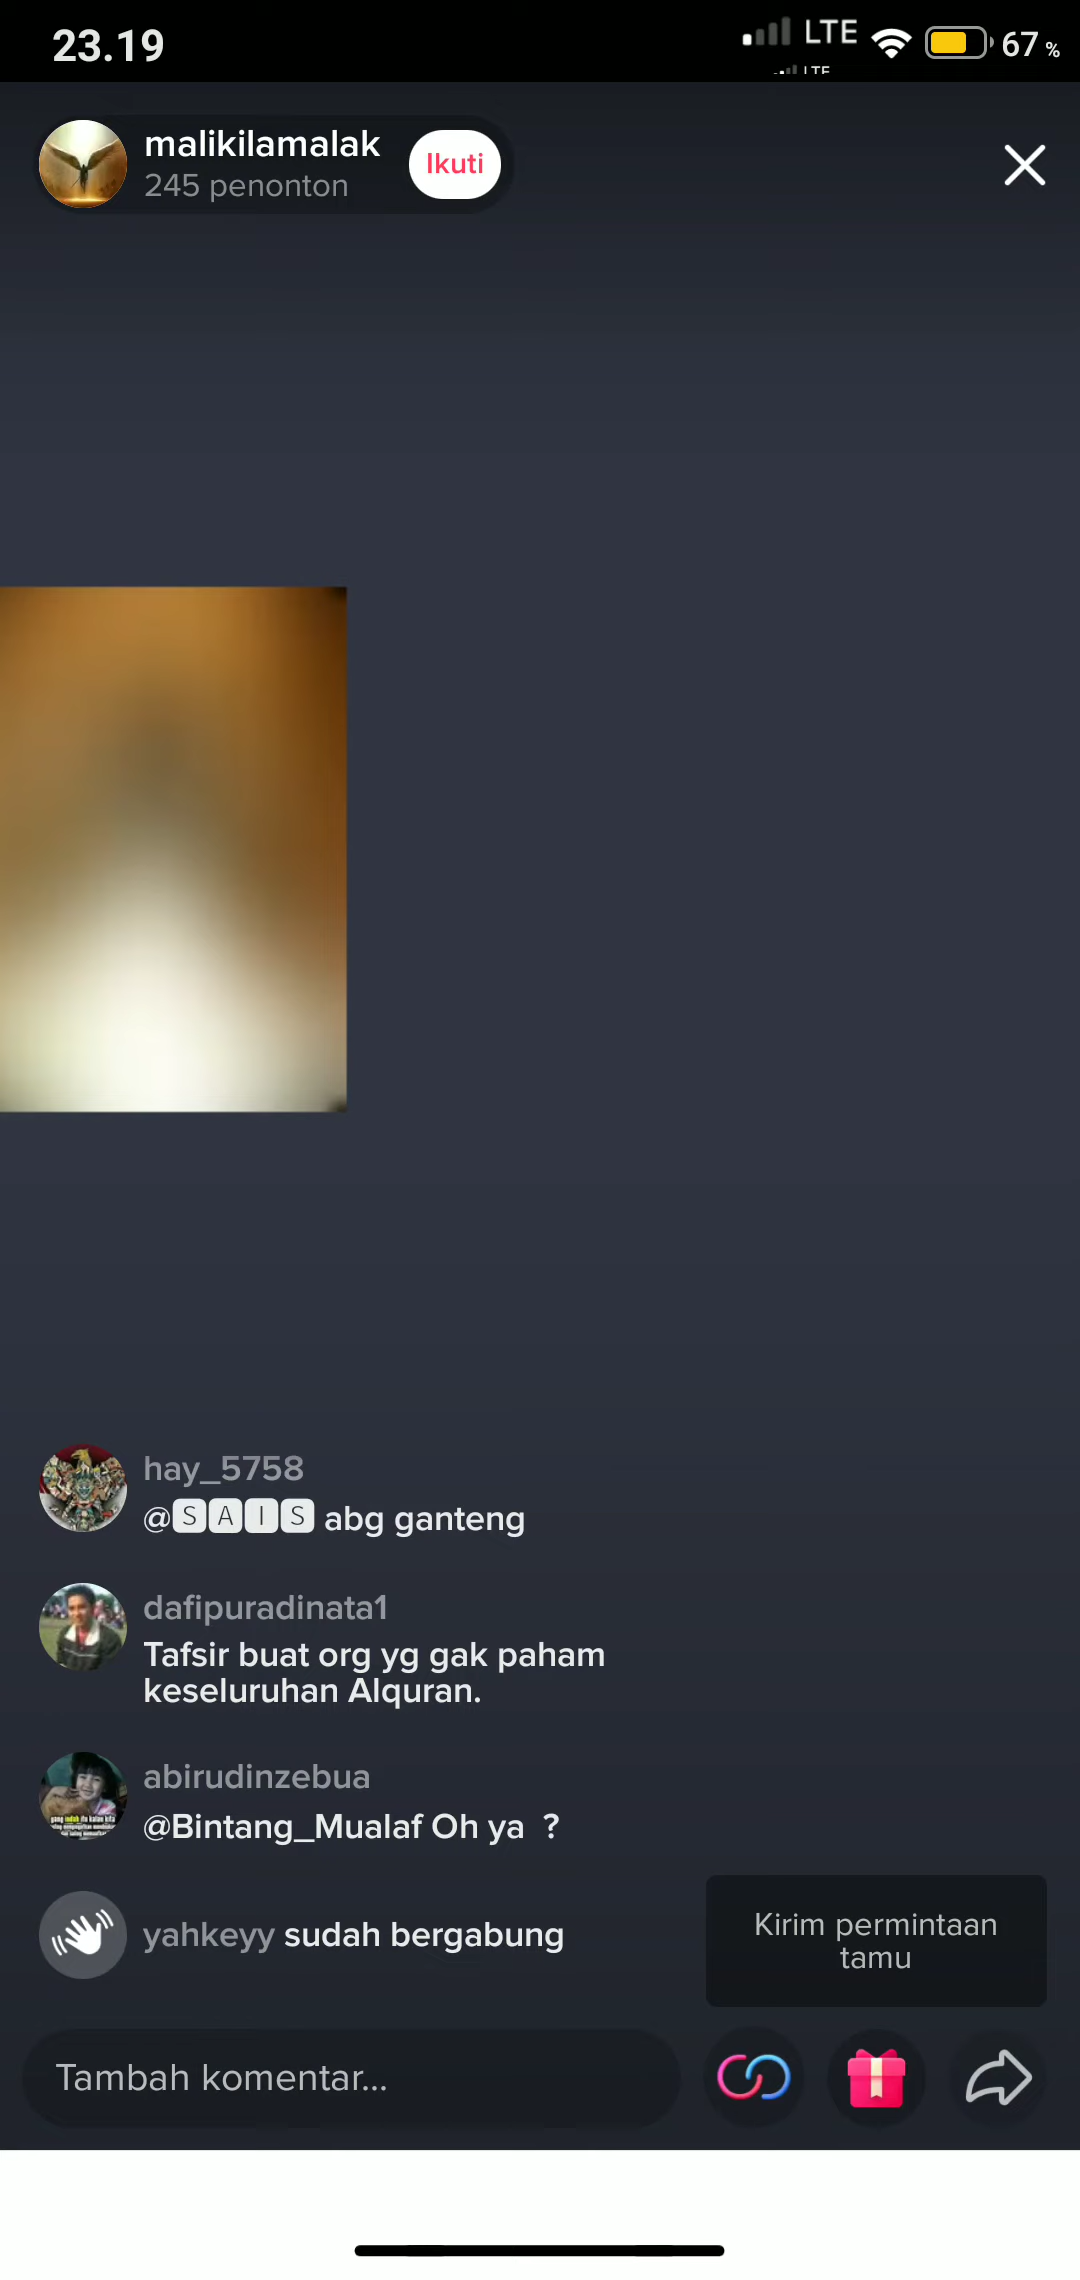 23.19
LTE
67 %
LTE
malikilamalak
245 penonton
Ikuti
hay_5758
@🅂🄰🄸🅂 abg ganteng
dafipuradinata1
Tafsir buat org yg gak paham
keseluruhan Alquran.
abirudinzebua
@Bintang_Mualaf Oh ya ?
yahkeyy sudah bergabung
Kirim permintaan
tamu
Tambah komentar...